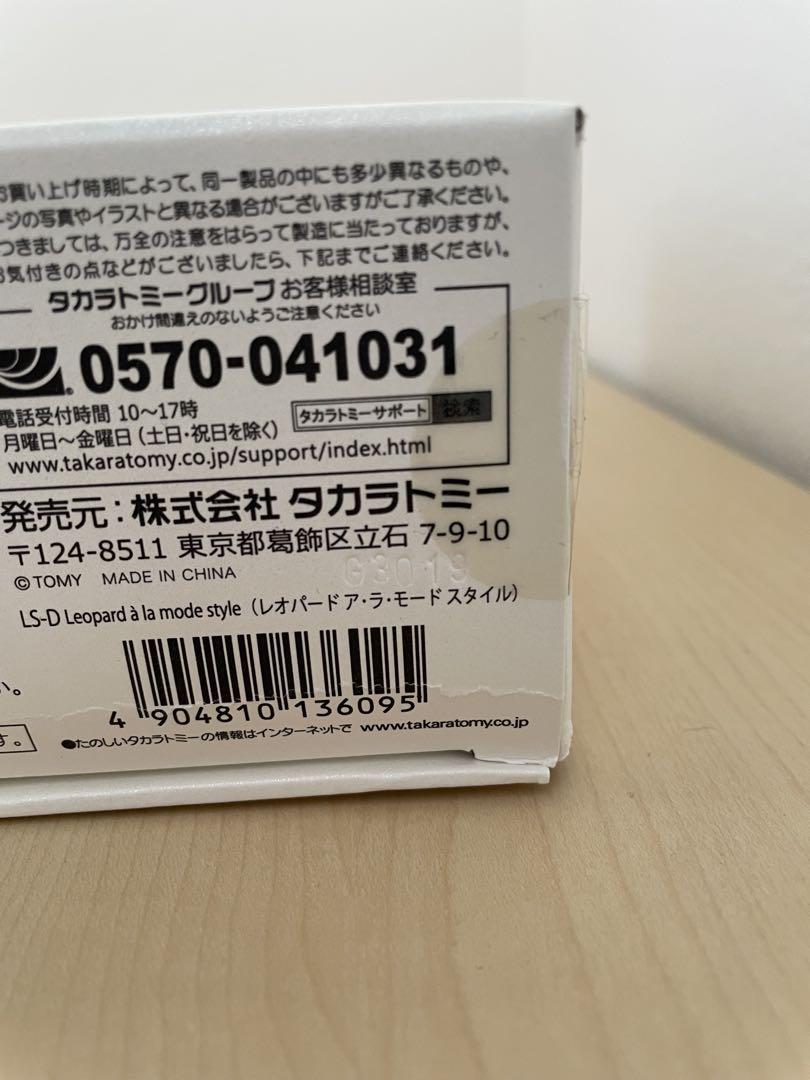 お買い上げ時期によって、同一製品の中にも多少異なるものや、
ージの写真やイラストと異なる場合がございますがご了承ください。
つきましては、万全の注意をはらって製造に当たっておりますが、
お気付きの点などがございましたら、下記までご連絡ください。
タカラトミーグループお客様相談室
おかけ間違えのないようご注意ください
0570-041031
電話受付時間 10〜17時
タカラトミーサポート 検索
月曜日〜金曜日（土日・祝日を除く）
www.takaratomy.co.jp/support/index.html
発売元：株式会社 タカラトミー
〒124-8511 東京都葛飾区立石 7-9-10
©TOMY MADE IN CHINA
G3019
LS-D Leopard à la mode style（レオパード ア・ラ・モード スタイル）
い。
4 904810 136095
す。
●たのしいタカラトミーの情報はインターネットで www.takaratomy.co.jp